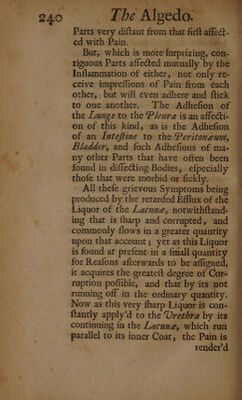 240 The Algedo.
Parts very distant from that first affect-
ed with Pain.
But, which is more surprizing, con-
tiguous Parts affected mutually by the
Inflammation of either, not only re-
ceive impressions of Pain from each
other, but will even adhere and stick
to one another. The Adhesion of
the Lungs to the Pleura is an affecti-
on of this kind, as is the Adhesion
of an Intestine to the Peritonæum,
Bladder, and such Adhesions of ma-
ny other Parts that have often been
found in dissecting Bodies, especially
those that were morbid or sickly.
All these grievous Symptoms being
produced by the retarded Efflux of the
Liquor of the Lacunæ, notwithstand-
ing that is sharp and corrupted, and
commonly flows in a greater quantity
upon that account; yet as this Liquor
is found at present in a small quantity
for Reasons afterwards to be assigned,
it acquires the greatest degree of Cor-
ruption possible, and that by its not
running off in the ordinary quantity.
Now as this very sharp Liquor is con-
stantly apply'd to the Urethra by its
continuing in the Lacunæ, which run
parallel to its inner Coat, the Pain is
render'd